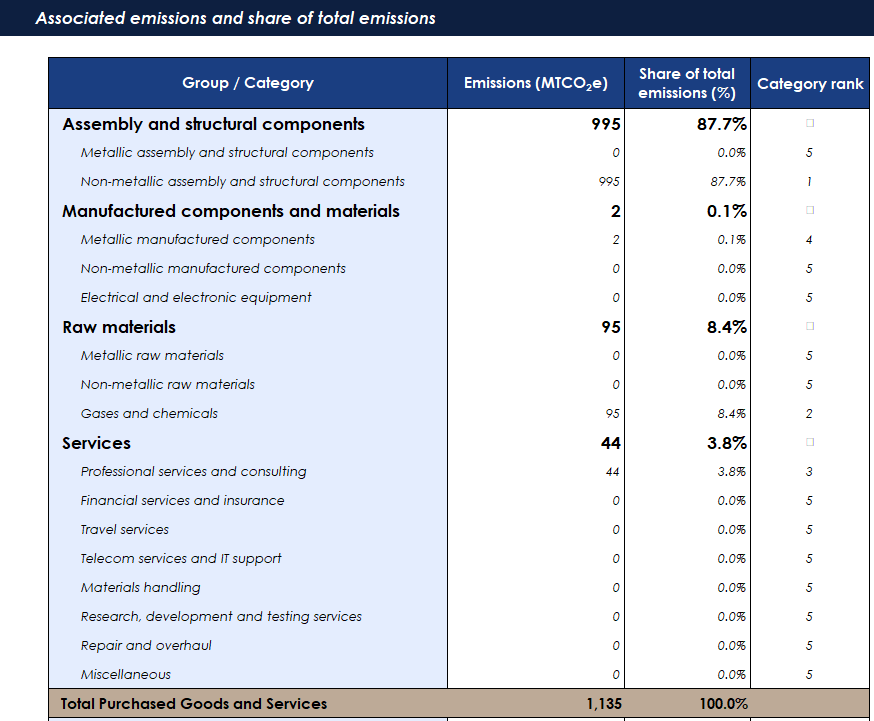 Associated emissions and share of total emissions
Group / Category Emissions (MTCO₂e) Share of total emissions (%) Category rank
Assembly and structural components 995 87.7% □
Metallic assembly and structural components 0 0.0% 5
Non-metallic assembly and structural components 995 87.7% 1
Manufactured components and materials 2 0.1% □
Metallic manufactured components 2 0.1% 4
Non-metallic manufactured components 0 0.0% 5
Electrical and electronic equipment 0 0.0% 5
Raw materials 95 8.4% □
Metallic raw materials 0 0.0% 5
Non-metallic raw materials 0 0.0% 5
Gases and chemicals 95 8.4% 2
Services 44 3.8% □
Professional services and consulting 44 3.8% 3
Financial services and insurance 0 0.0% 5
Travel services 0 0.0% 5
Telecom services and IT support 0 0.0% 5
Materials handling 0 0.0% 5
Research, development and testing services 0 0.0% 5
Repair and overhaul 0 0.0% 5
Miscellaneous 0 0.0% 5
Total Purchased Goods and Services 1,135 100.0%